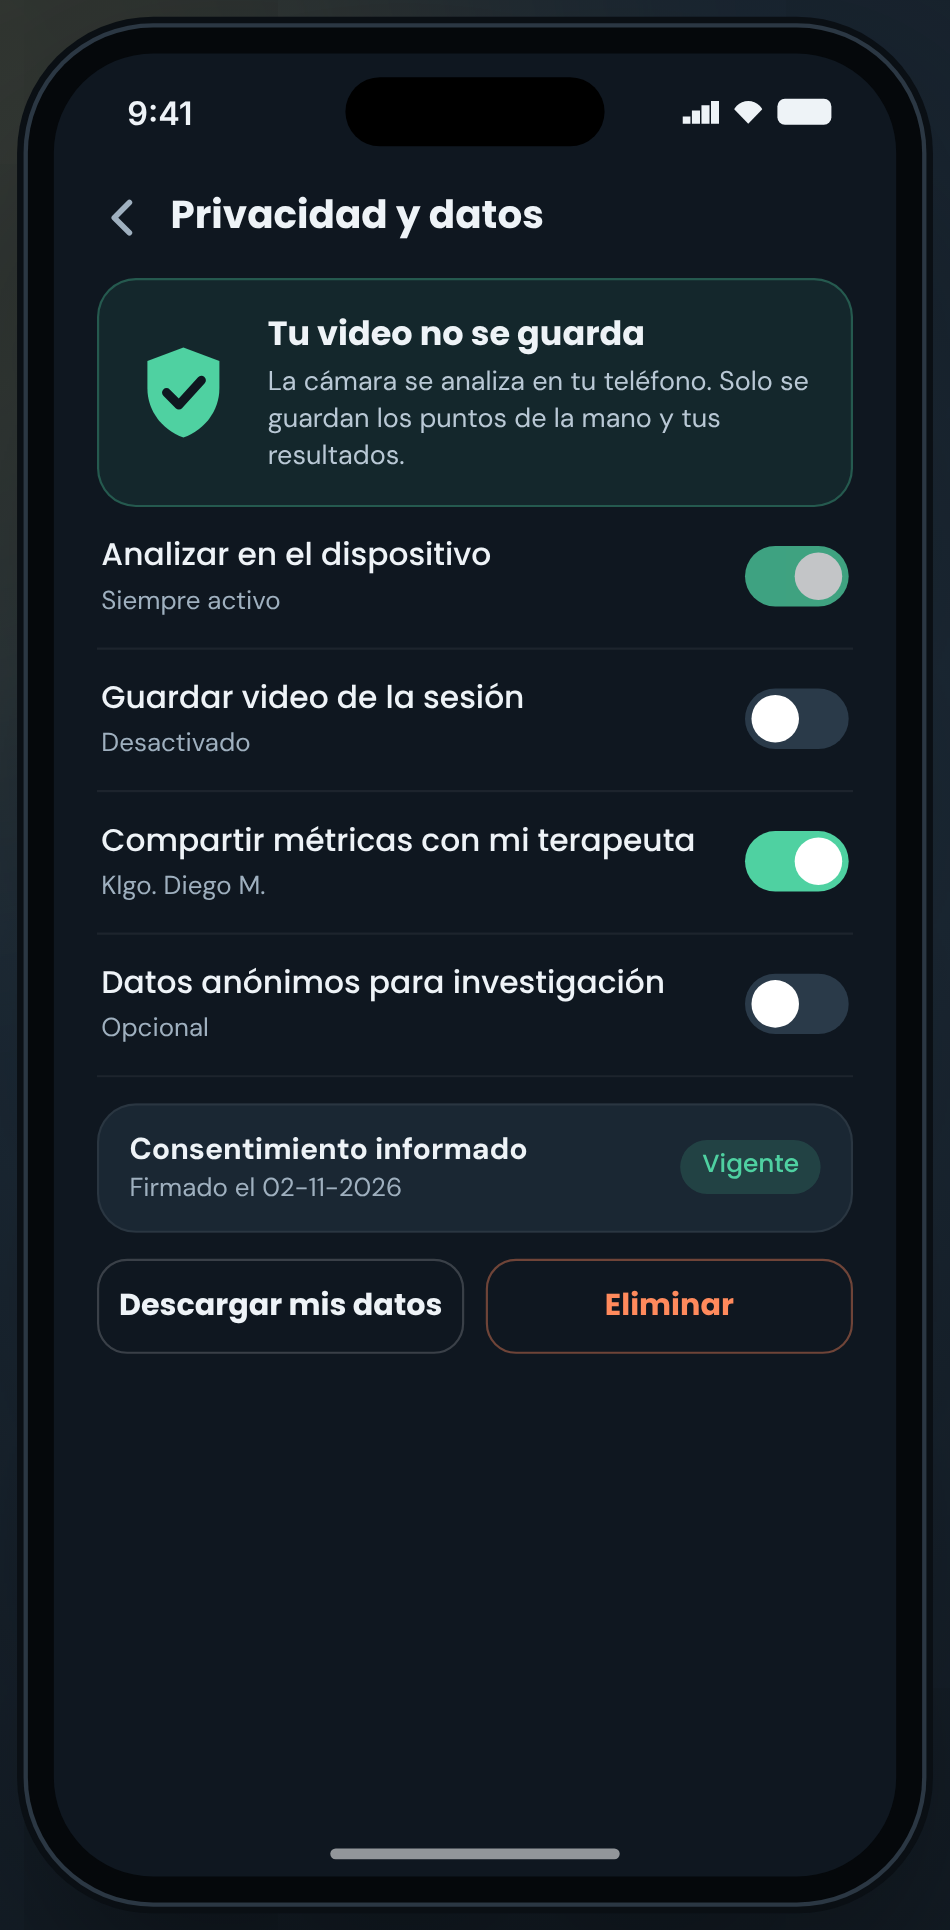 9:41
Privacidad y datos
Tu video no se guarda
La cámara se analiza en tu teléfono. Solo se
guardan los puntos de la mano y tus
resultados.
Analizar en el dispositivo
Siempre activo
Guardar video de la sesión
Desactivado
Compartir métricas con mi terapeuta
Klgo. Diego M.
Datos anónimos para investigación
Opcional
Consentimiento informado
Firmado el 02-11-2026
Vigente
Descargar mis datos
Eliminar